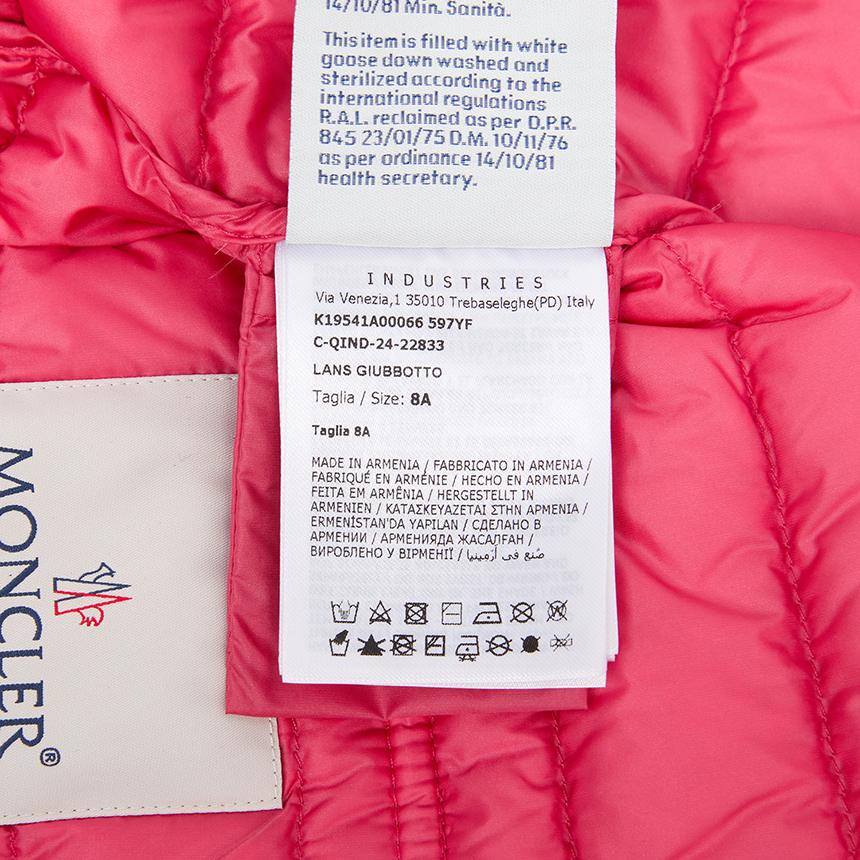 14/10/81 Min. Sanità.
This item is filled with white
goose down washed and
sterilized according to the
international regulations
R.A.L. reclaimed as per D.P.R.
845 23/01/75 D.M. 10/11/76
as per ordinance 14/10/81
health secretary.
INDUSTRIES
Via Venezia,1 35010 Trebaseleghe(PD) Italy
K19541A00066 597YF
C-QIND-24-22833
LANS GIUBBOTTO
Taglia / Size: 8A
Taglia 8A
MADE IN ARMENIA / FABBRICATO IN ARMENIA /
FABRIQUÉ EN ARMÉNIE / HECHO EN ARMENIA /
FEITA EM ARMÊNIA / HERGESTELLT IN
ARMENIEN / ΚΑΤΑΣΚΕΥΑΖΕΤΑΙ ΣΤΗΝ ΑΡΜΕΝΙΑ /
ERMENİSTAN'DA YAPILAN / СДЕЛАНО В
АРМЕНИИ / АРМЕНИЯДА ЖАСАЛҒАН /
ВИРОБЛЕНО У ВІРМЕНІЇ / صُنع في أرمينيا
MONCLER®